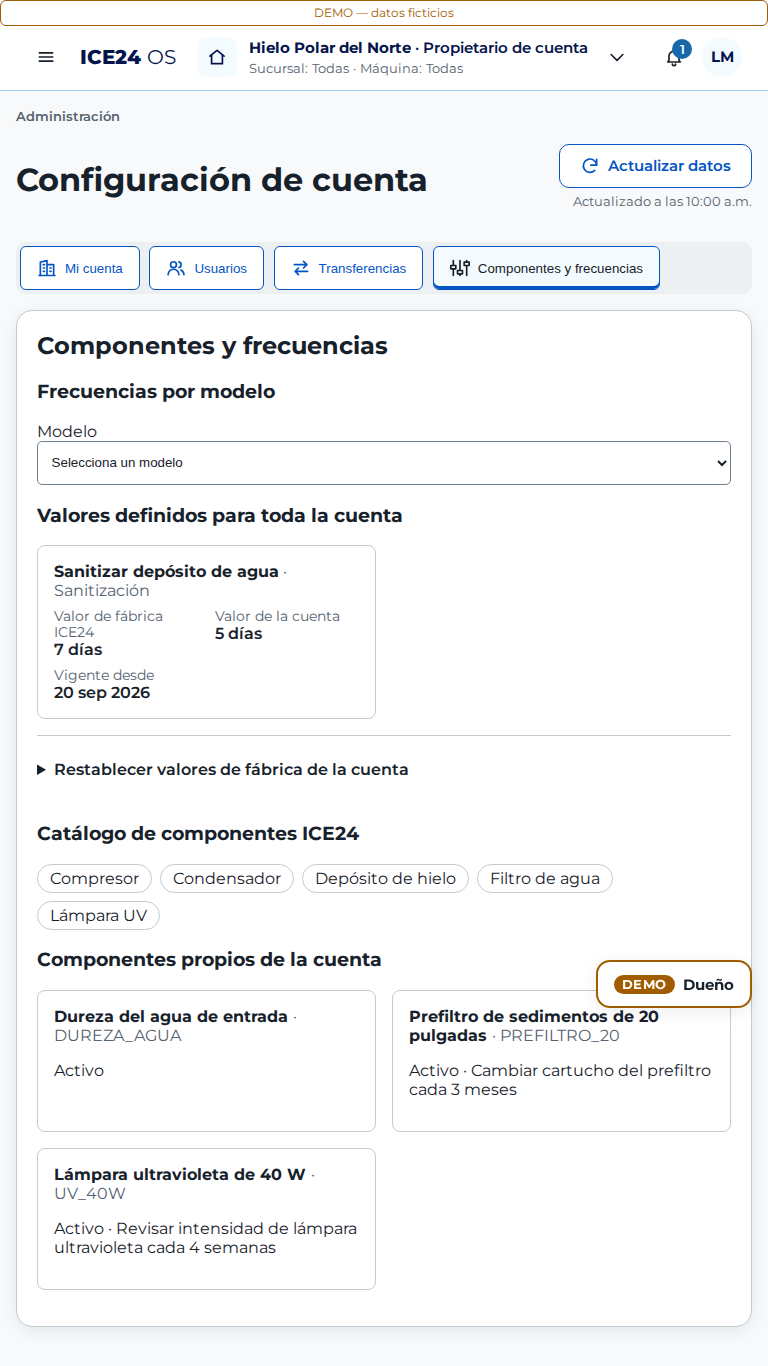 DEMO — datos ficticios
ICE24 OS
Hielo Polar del Norte · Propietario de cuenta
Sucursal: Todas · Máquina: Todas
1
LM
Administración
Configuración de cuenta
Actualizar datos
Actualizado a las 10:00 a.m.
Mi cuenta
Usuarios
Transferencias
Componentes y frecuencias
Componentes y frecuencias
Frecuencias por modelo
Modelo
Selecciona un modelo
Valores definidos para toda la cuenta
Sanitizar depósito de agua ·
Sanitización
Valor de fábrica
ICE24
7 días
Valor de la cuenta
5 días
Vigente desde
20 sep 2026
Restablecer valores de fábrica de la cuenta
Catálogo de componentes ICE24
Compresor
Condensador
Depósito de hielo
Filtro de agua
Lámpara UV
Componentes propios de la cuenta
DEMO Dueño
Dureza del agua de entrada ·
DUREZA_AGUA
Activo
Prefiltro de sedimentos de 20
pulgadas · PREFILTRO_20
Activo · Cambiar cartucho del prefiltro
cada 3 meses
Lámpara ultravioleta de 40 W ·
UV_40W
Activo · Revisar intensidad de lámpara
ultravioleta cada 4 semanas